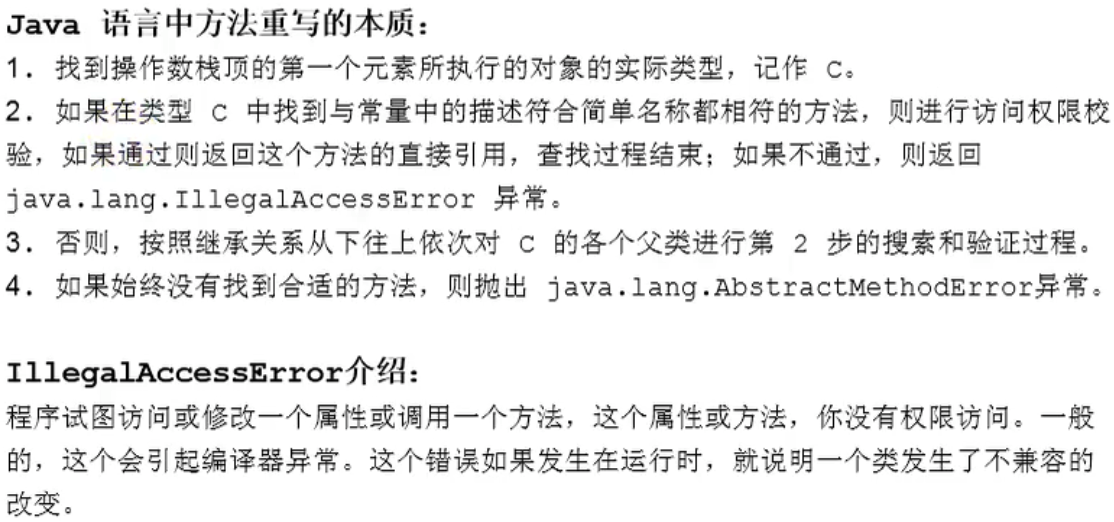 Java 语言中方法重写的本质：
1. 找到操作数栈顶的第一个元素所执行的对象的实际类型，记作 C。
2. 如果在类型 C 中找到与常量中的描述符合简单名称都相符的方法，则进行访问权限校
验，如果通过则返回这个方法的直接引用，查找过程结束；如果不通过，则返回
java.lang.IllegalAccessError 异常。
3. 否则，按照继承关系从下往上依次对 C 的各个父类进行第 2 步的搜索和验证过程。
4. 如果始终没有找到合适的方法，则抛出 java.lang.AbstractMethodError异常。
IllegalAccessError介绍：
程序试图访问或修改一个属性或调用一个方法，这个属性或方法，你没有权限访问。一般
的，这个会引起编译器异常。这个错误如果发生在运行时，就说明一个类发生了不兼容的
改变。